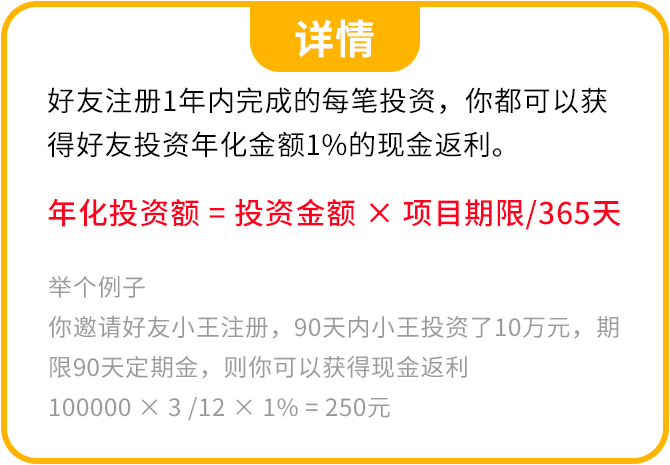 详情
好友注册1年内完成的每笔投资，你都可以获
得好友投资年化金额1%的现金返利。
年化投资额 = 投资金额 × 项目期限/365天
举个例子
你邀请好友小王注册，90天内小王投资了10万元，期
限90天定期金，则你可以获得现金返利
100000 × 3 /12 × 1% = 250元